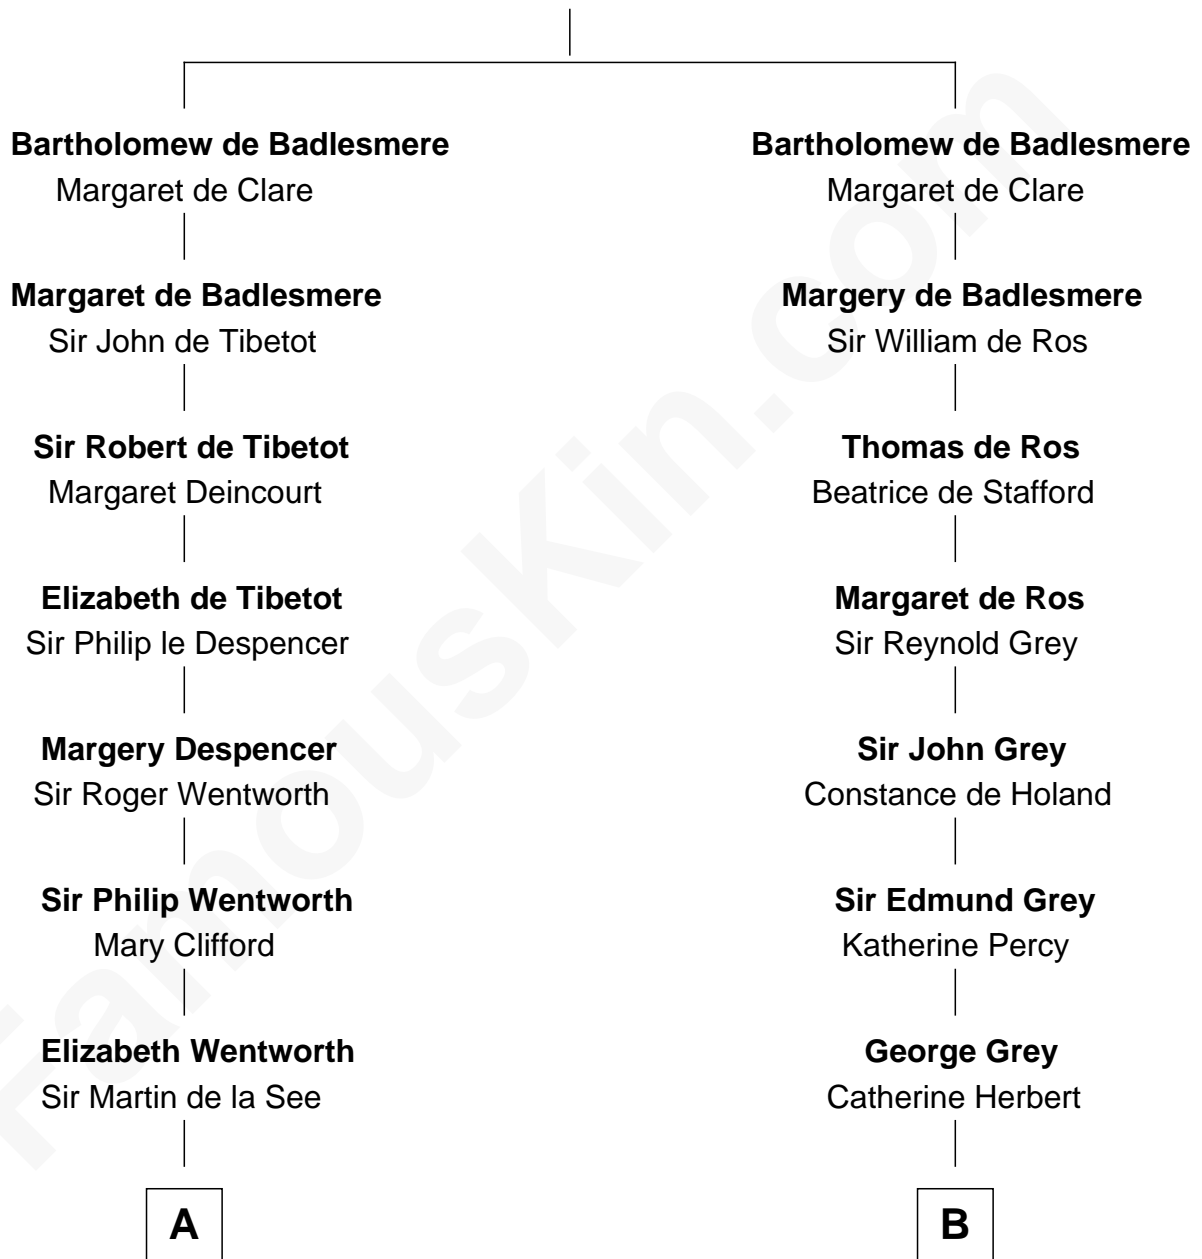 Bartholomew de Badlesmere
Margaret de Clare
Margaret de Badlesmere
Sir John de Tibetot
Sir Robert de Tibetot
Margaret Deincourt
Elizabeth de Tibetot
Sir Philip le Despencer
Margery Despencer
Sir Roger Wentworth
Sir Philip Wentworth
Mary Clifford
Elizabeth Wentworth
Sir Martin de la See
A
Bartholomew de Badlesmere
Margaret de Clare
Margery de Badlesmere
Sir William de Ros
Thomas de Ros
Beatrice de Stafford
Margaret de Ros
Sir Reynold Grey
Sir John Grey
Constance de Holand
Sir Edmund Grey
Katherine Percy
George Grey
Catherine Herbert
B
FamousKin.com